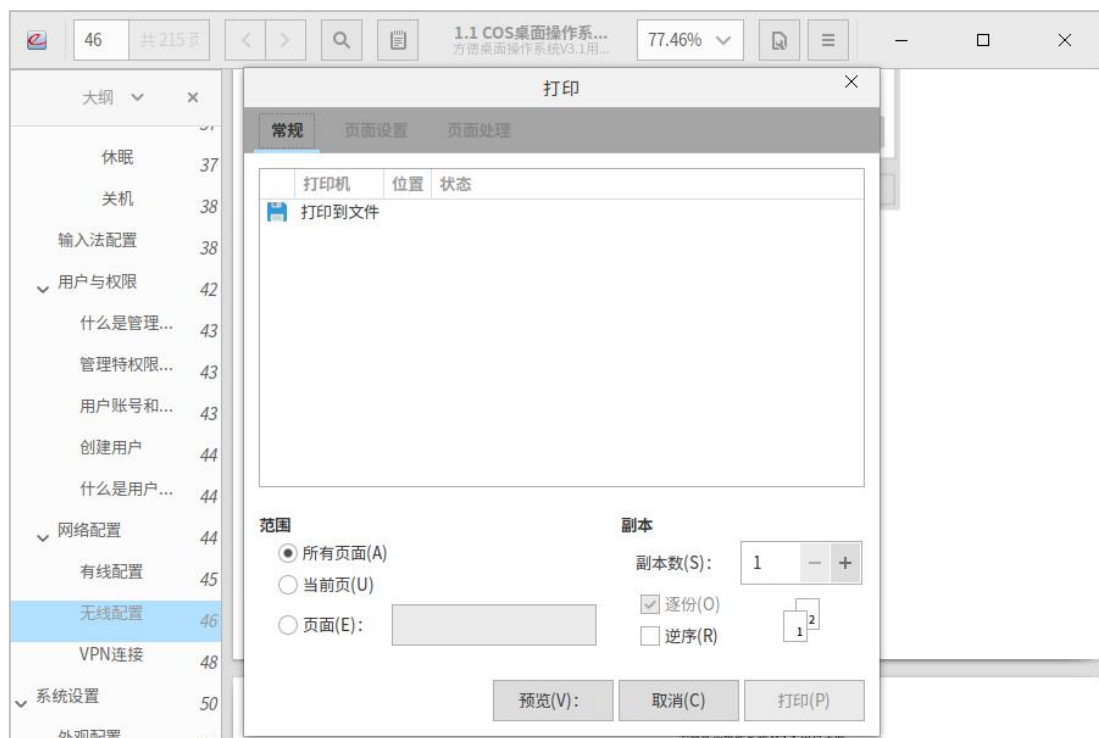 46 共215页 1.1 COS桌面操作系... 77.46%
方德桌面操作系统V3.1用...
大纲
37
休眠 37
关机 38
输入法配置 38
用户与权限 42
什么是管理... 43
管理特权限... 43
用户账号和... 43
创建用户 44
什么是用户... 44
网络配置 44
有线配置 45
无线配置 46
VPN连接 48
系统设置 50
外观配置
打印
常规 页面设置 页面处理
打印机 位置 状态
打印到文件
范围
所有页面(A)
当前页(U)
页面(E)：
副本
副本数(S)： 1 － +
逐份(O)
逆序(R)
1 2
预览(V)： 取消(C) 打印(P)